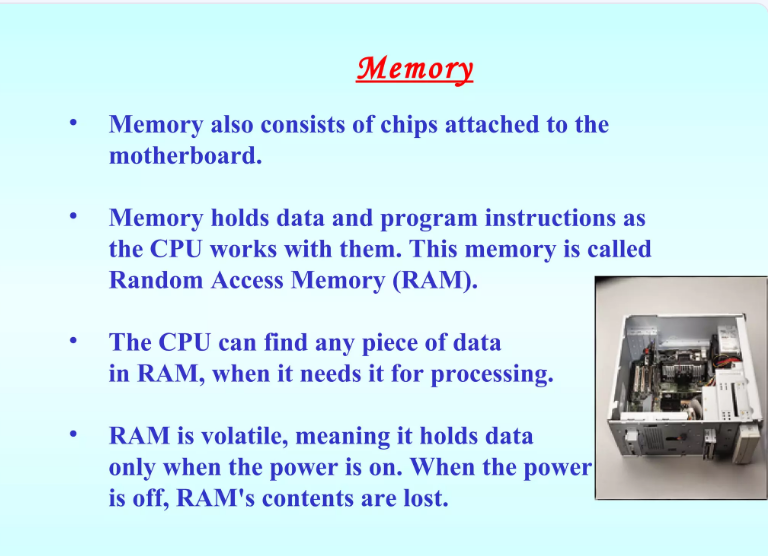 Memory
• Memory also consists of chips attached to the
motherboard.
• Memory holds data and program instructions as
the CPU works with them. This memory is called
Random Access Memory (RAM).
• The CPU can find any piece of data
in RAM, when it needs it for processing.
• RAM is volatile, meaning it holds data
only when the power is on. When the power
is off, RAM's contents are lost.